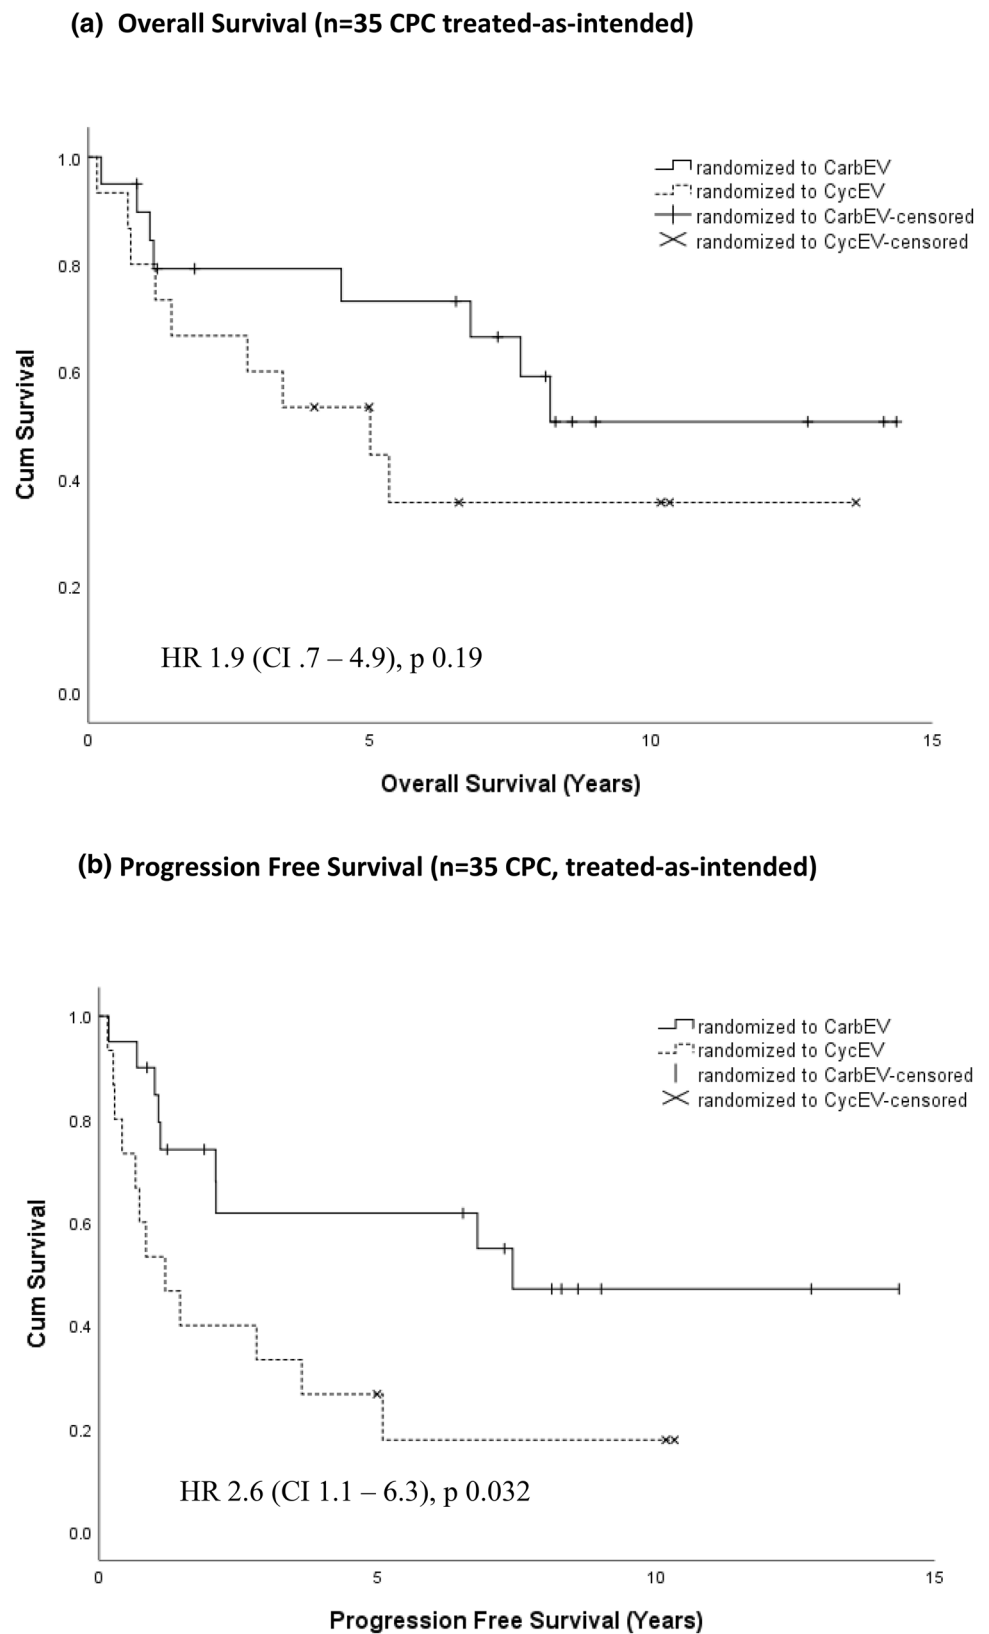 (a) Overall Survival (n=35 CPC treated-as-intended)
randomized to CarbEV
randomized to CycEV
randomized to CarbEV-censored
randomized to CycEV-censored
1.0
0.8
0.6
0.4
0.2
0.0
Cum Survival
HR 1.9 (CI .7 – 4.9), p 0.19
0 5 10 15
Overall Survival (Years)
(b) Progression Free Survival (n=35 CPC, treated-as-intended)
randomized to CarbEV
randomized to CycEV
randomized to CarbEV-censored
randomized to CycEV-censored
1.0
0.8
0.6
0.4
0.2
0.0
Cum Survival
HR 2.6 (CI 1.1 – 6.3), p 0.032
0 5 10 15
Progression Free Survival (Years)